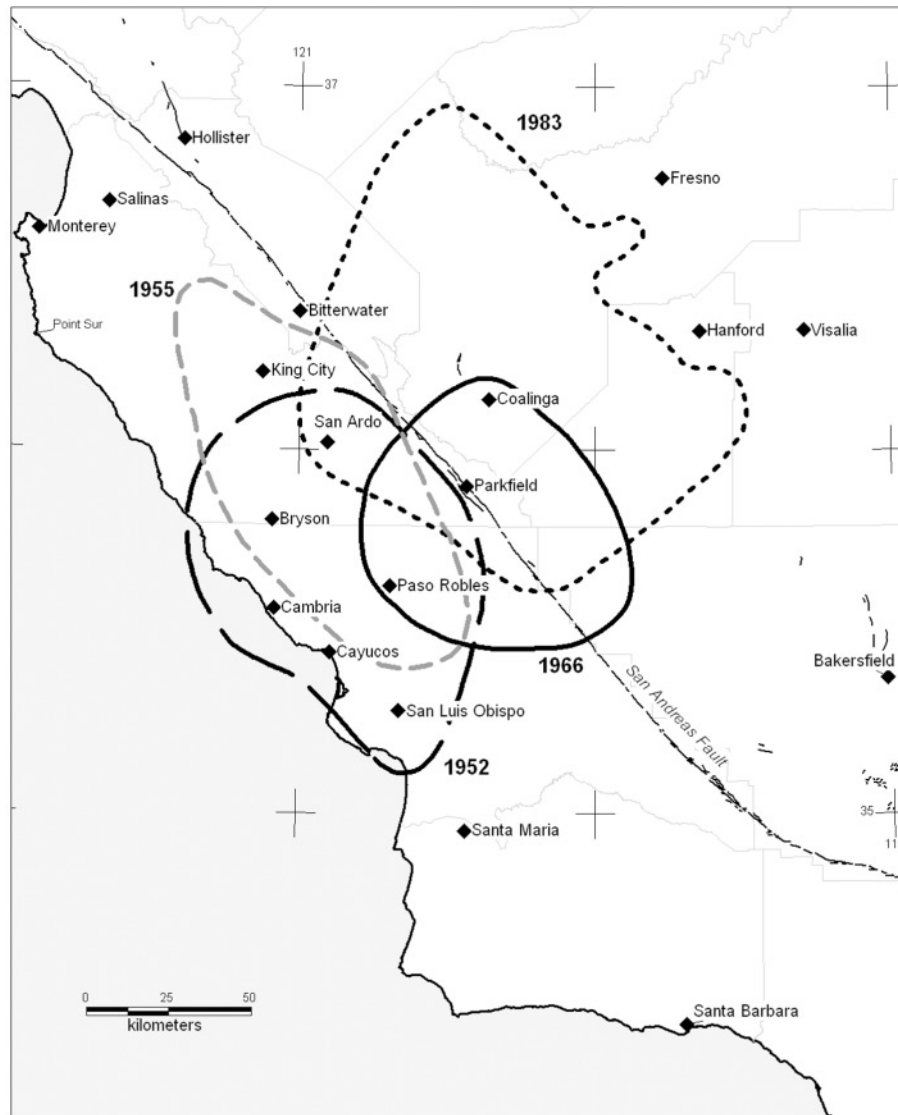 121
37
1983
Hollister
Fresno
Salinas
Monterey
1955
Bitterwater
Point Sur
Hanford
Visalia
King City
Coalinga
San Ardo
Parkfield
Bryson
Paso Robles
Cambria
Cayucos
1966
San Andreas Fault
Bakersfield
San Luis Obispo
1952
35
11
Santa Maria
0 25 50
kilometers
Santa Barbara